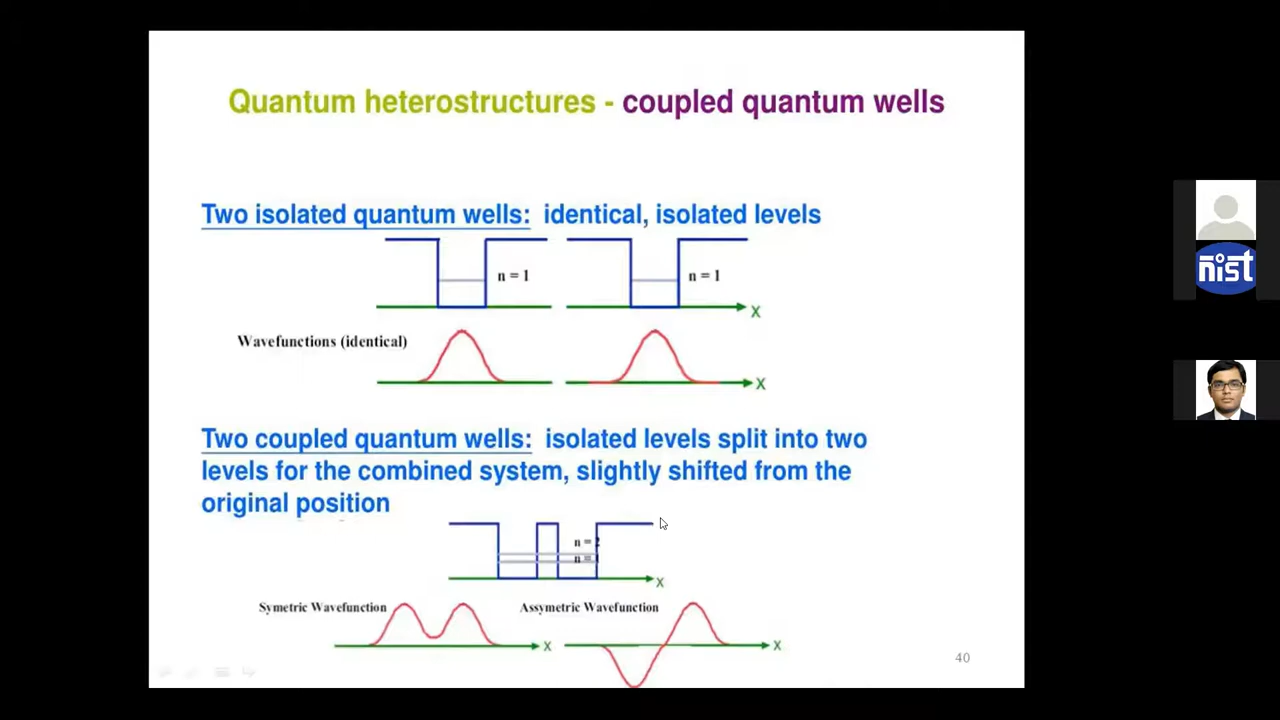 Quantum heterostructures - coupled quantum wells
Two isolated quantum wells: identical, isolated levels
n = 1
n = 1
X
Wavefunctions (identical)
X
Two coupled quantum wells: isolated levels split into two
levels for the combined system, slightly shifted from the
original position
n = 2
n = 1
X
Symetric Wavefunction
Assymetric Wavefunction
X
X
40
nist